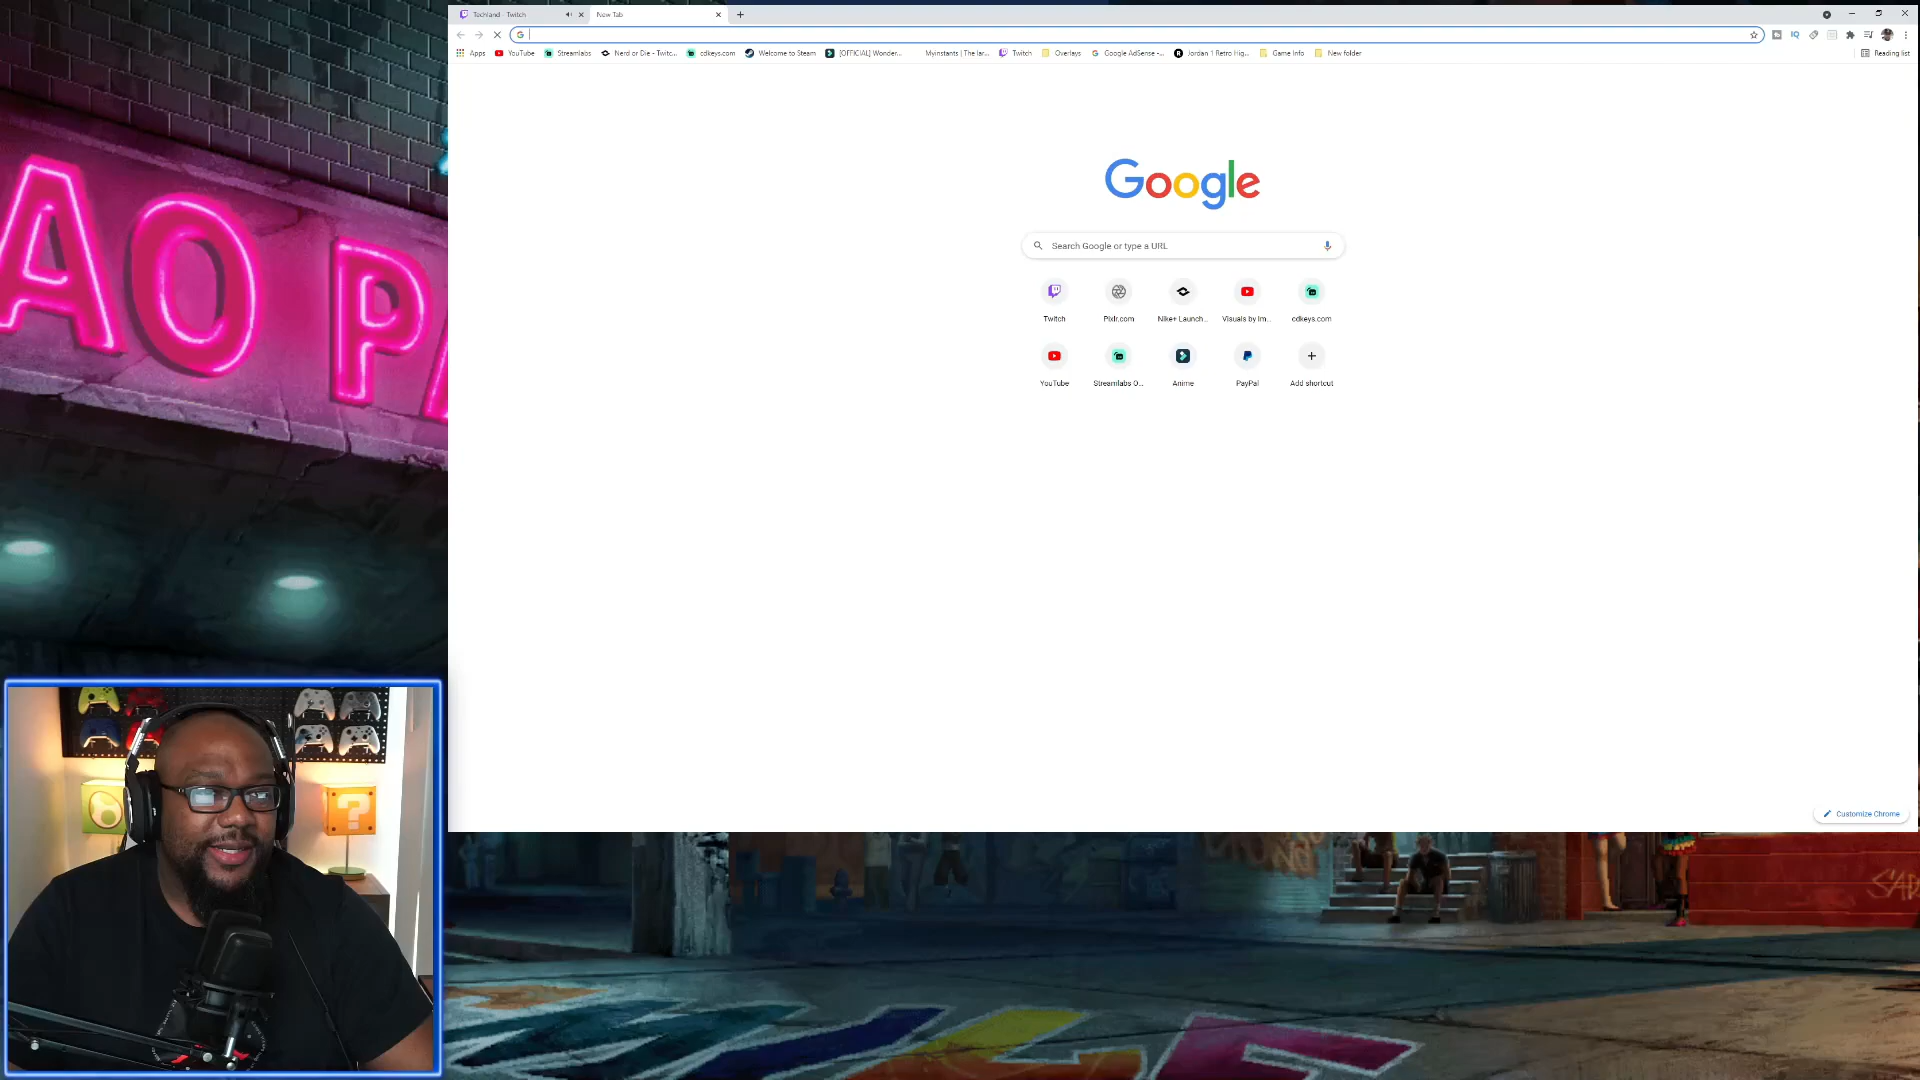 Techland - Twitch
New Tab
Apps
YouTube
Streamlabs
Nerd or Die - Twitc...
cdkeys.com
Welcome to Steam
[OFFICIAL] Wonder...
Myinstants | The lar...
Twitch
Overlays
Google AdSense -...
Jordan 1 Retro Hig...
Game Info
New folder
Reading list
Google
Search Google or type a URL
Twitch
Pixlr.com
Nike+ Launch...
Visuals by Im...
cdkeys.com
YouTube
Streamlabs O...
Anime
PayPal
Add shortcut
Customize Chrome
AO P
?